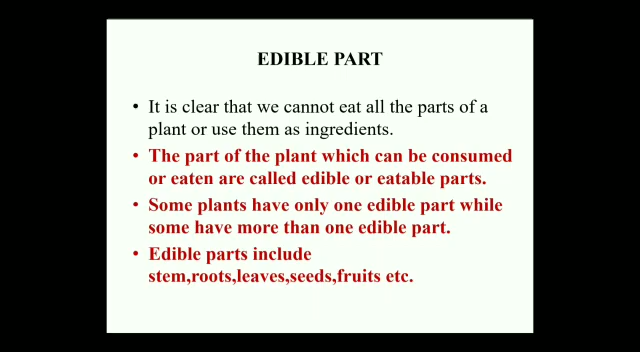 EDIBLE PART
• It is clear that we cannot eat all the parts of a
plant or use them as ingredients.
• The part of the plant which can be consumed
or eaten are called edible or eatable parts.
• Some plants have only one edible part while
some have more than one edible part.
• Edible parts include
stem,roots,leaves,seeds,fruits etc.